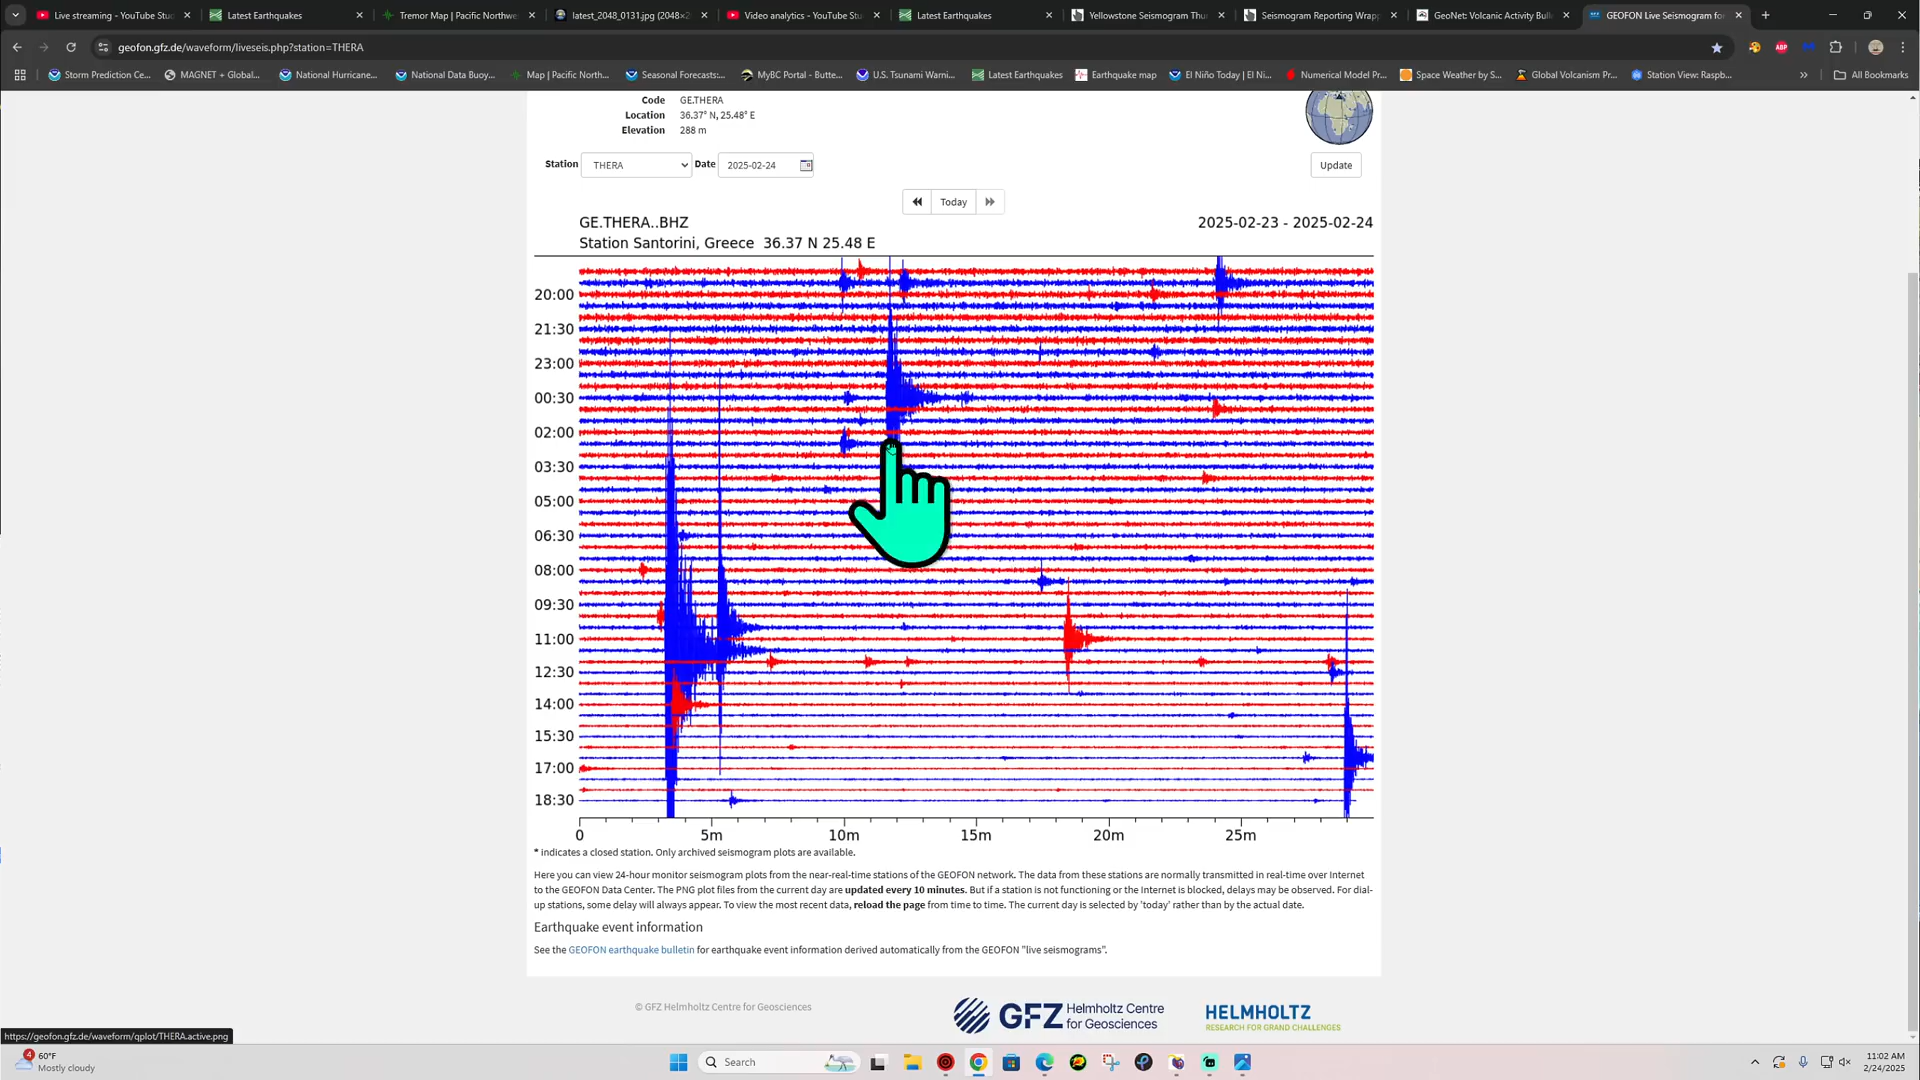 Live streaming - YouTube Stu
Latest Earthquakes
Tremor Map | Pacific Northwe
latest_2048_0131.jpg (2048×2
Video analytics - YouTube Stu
Latest Earthquakes
Yellowstone Seismogram Thu
Seismogram Reporting Wrapp
GeoNet: Volcanic Activity Bull
GEOFON Live Seismogram for
geofon.gfz.de/waveform/liveseis.php?station=THERA
Storm Prediction Ce...
MAGNET + Global...
National Hurricane...
National Data Buoy...
Map | Pacific North...
Seasonal Forecasts:...
MyBC Portal - Butte...
U.S. Tsunami Warni...
Latest Earthquakes
Earthquake map
El Niño Today | El Ni...
Numerical Model Pr...
Space Weather by S...
Global Volcanism Pr...
Station View: Raspb...
All Bookmarks
Code GE.THERA
Location 36.37° N, 25.48° E
Elevation 288 m
Station THERA Date 2025-02-24 Update
Today
GE.THERA..BHZ 2025-02-23 - 2025-02-24
Station Santorini, Greece 36.37 N 25.48 E
20:00
21:30
23:00
00:30
02:00
03:30
05:00
06:30
08:00
09:30
11:00
12:30
14:00
15:30
17:00
18:30
0 5m 10m 15m 20m 25m
* indicates a closed station. Only archived seismogram plots are available.
Here you can view 24-hour monitor seismogram plots from the near-real-time stations of the GEOFON network. The data from these stations are normally transmitted in real-time over Internet
to the GEOFON Data Center. The PNG plot files from the current day are updated every 10 minutes. But if a station is not functioning or the Internet is blocked, delays may be observed. For dial-
up stations, some delay will always appear. To view the most recent data, reload the page from time to time. The current day is selected by 'today' rather than by the actual date.
Earthquake event information
See the GEOFON earthquake bulletin for earthquake event information derived automatically from the GEOFON "live seismograms".
© GFZ Helmholtz Centre for Geosciences
GFZ Helmholtz Centre
for Geosciences
HELMHOLTZ
RESEARCH FOR GRAND CHALLENGES
https://geofon.gfz.de/waveform/qplot/THERA.active.png
4
60°F
Mostly cloudy
Search
11:02 AM
2/24/2025